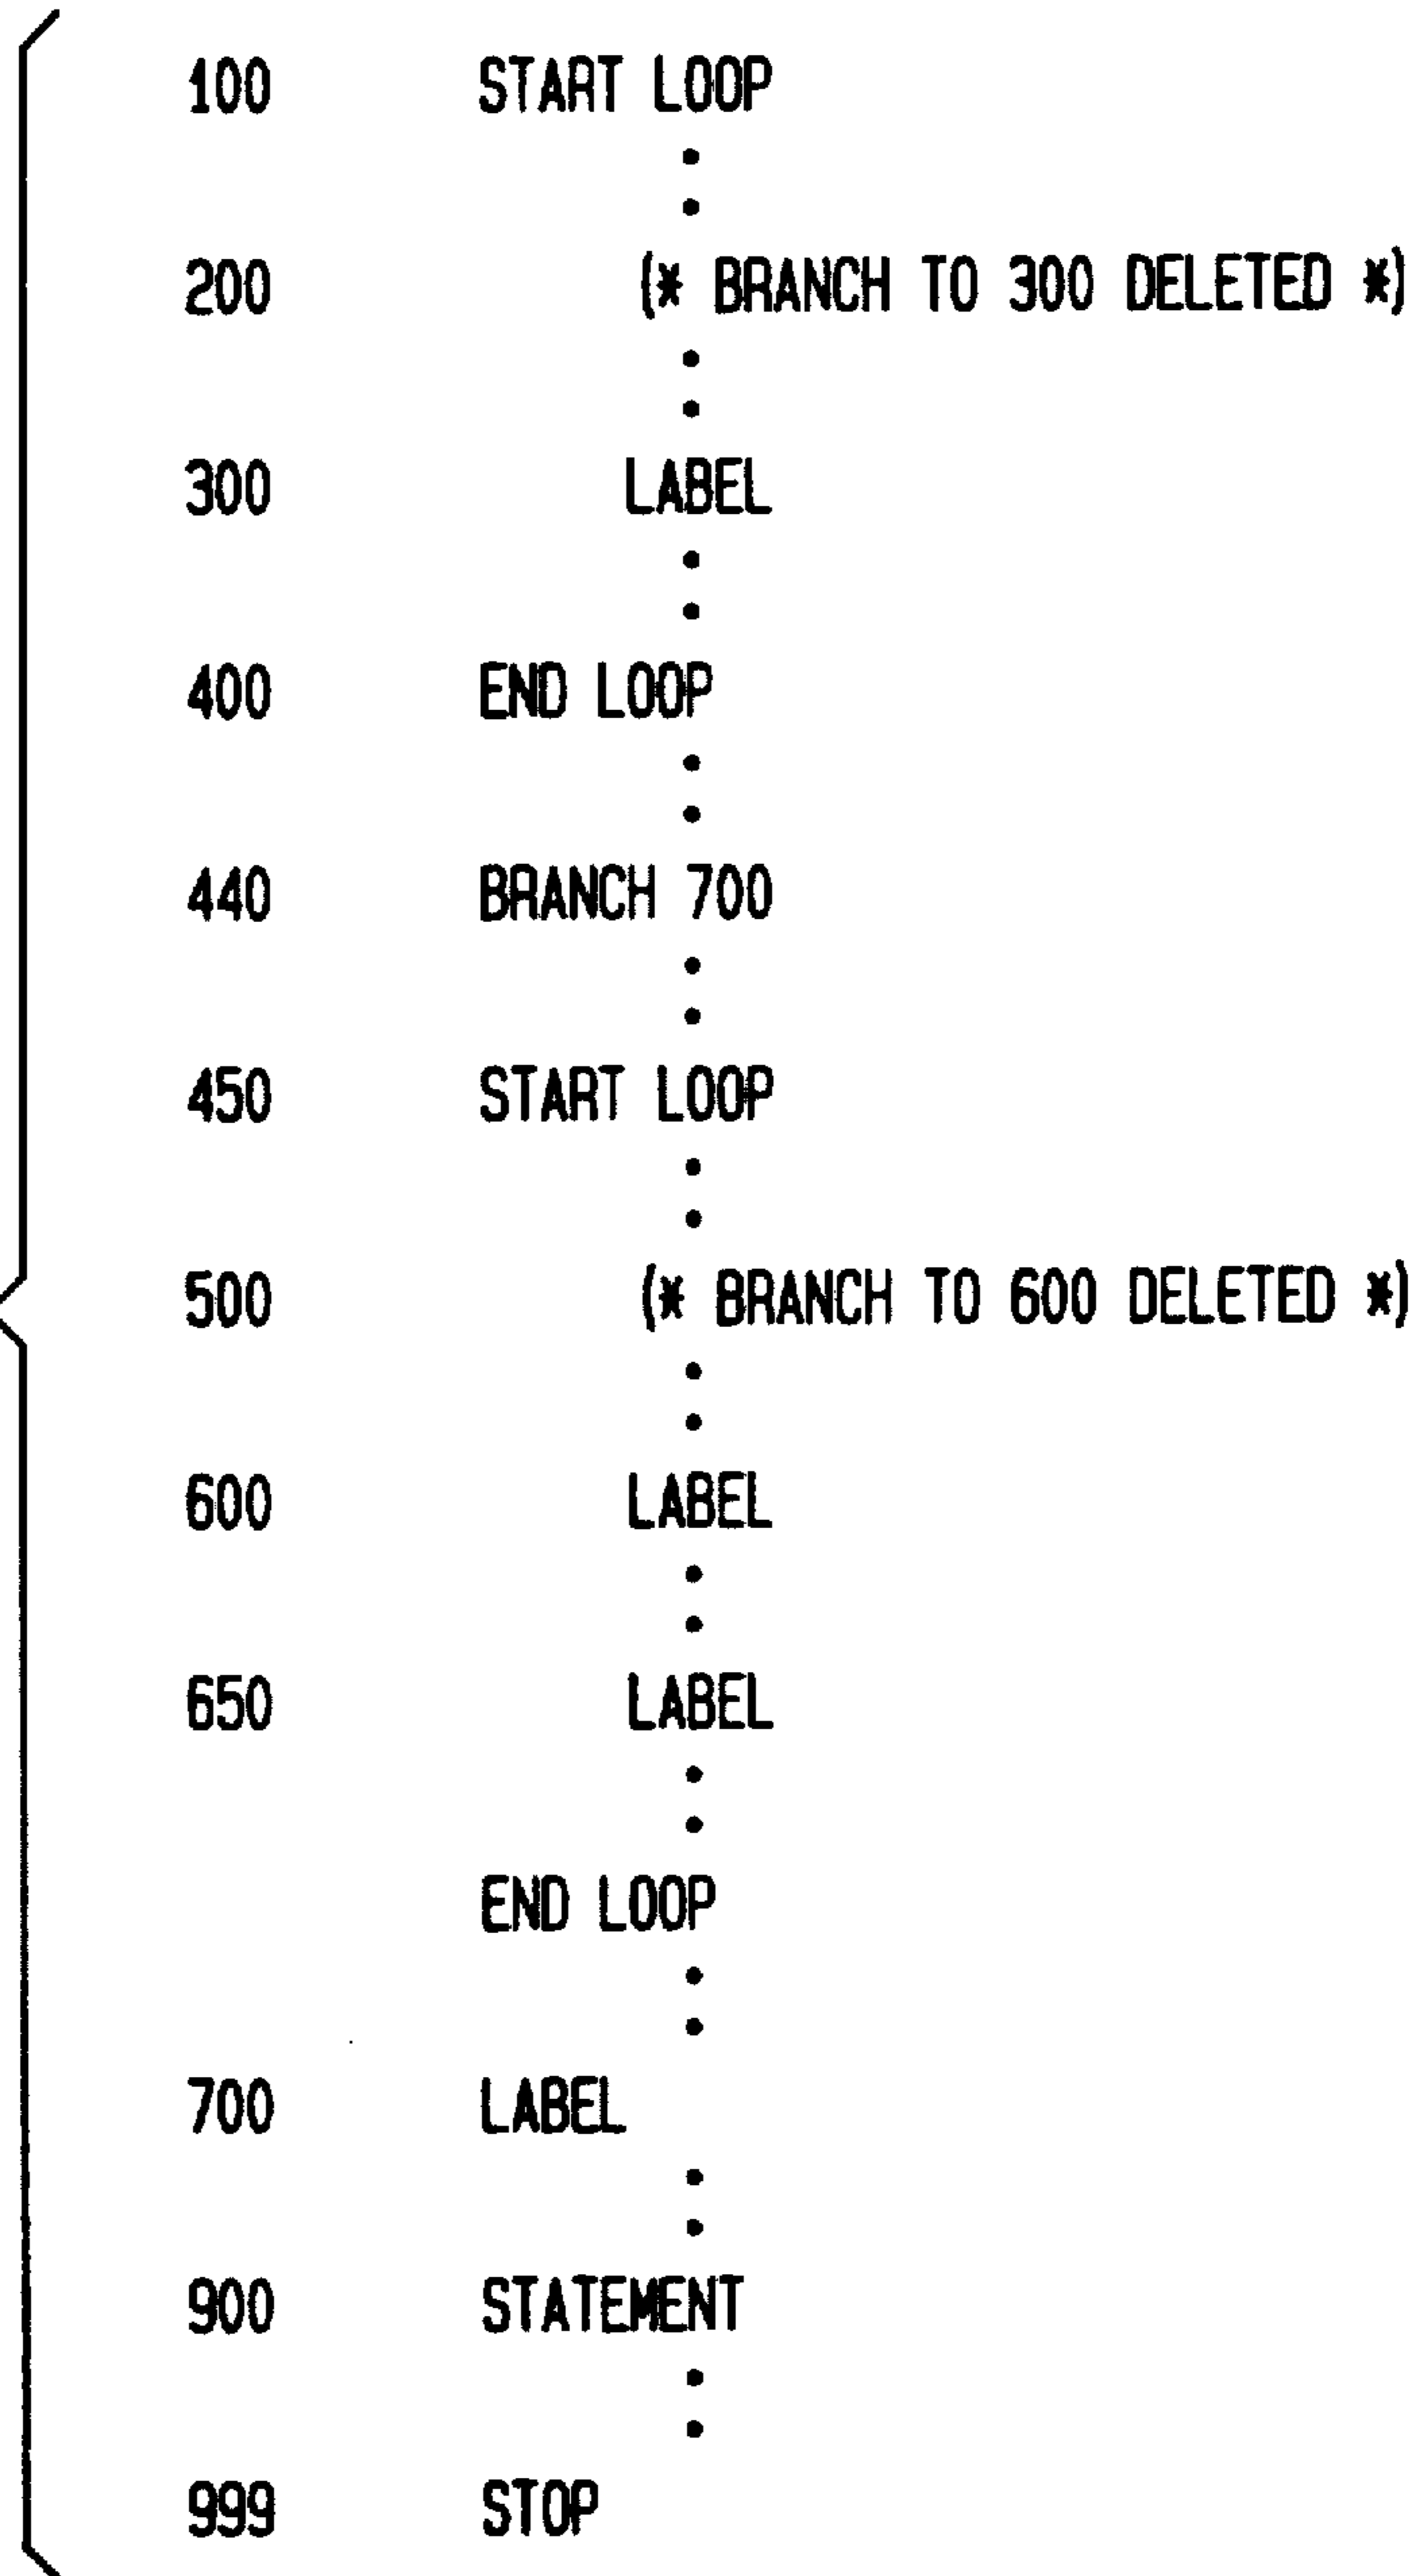 100 START LOOP
200 (* BRANCH TO 300 DELETED *)
300 LABEL
400 END LOOP
440 BRANCH 700
450 START LOOP
500 (* BRANCH TO 600 DELETED *)
600 LABEL
650 LABEL
END LOOP
700 LABEL
900 STATEMENT
999 STOP